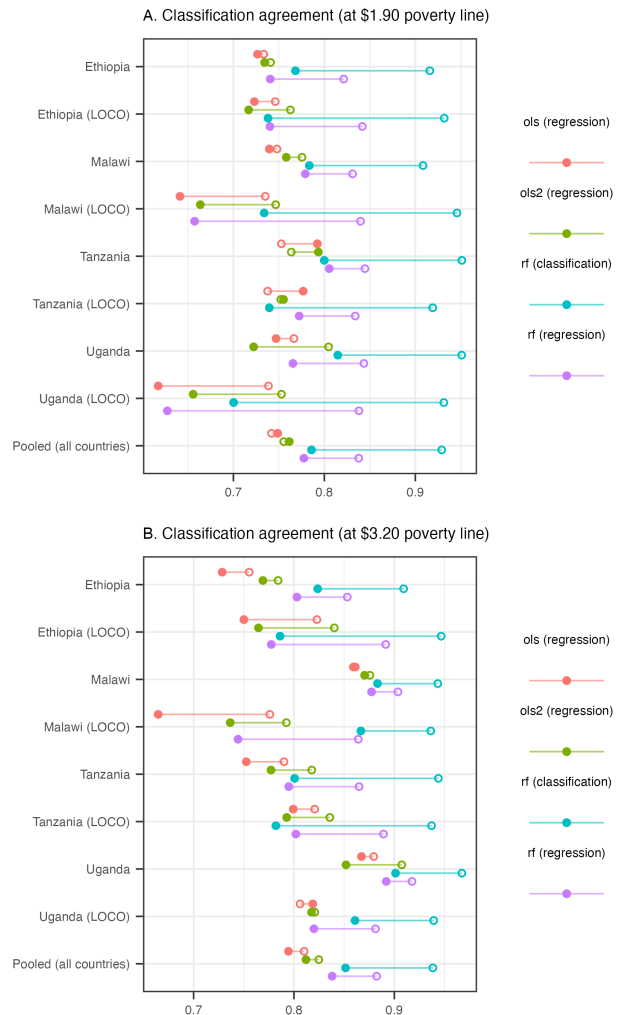 A. Classification agreement (at $1.90 poverty line)
Ethiopia
Ethiopia (LOCO)
Malawi
Malawi (LOCO)
Tanzania
Tanzania (LOCO)
Uganda
Uganda (LOCO)
Pooled (all countries)
0.7 0.8 0.9
ols (regression)
ols2 (regression)
rf (classification)
rf (regression)
B. Classification agreement (at $3.20 poverty line)
Ethiopia
Ethiopia (LOCO)
Malawi
Malawi (LOCO)
Tanzania
Tanzania (LOCO)
Uganda
Uganda (LOCO)
Pooled (all countries)
0.7 0.8 0.9
ols (regression)
ols2 (regression)
rf (classification)
rf (regression)